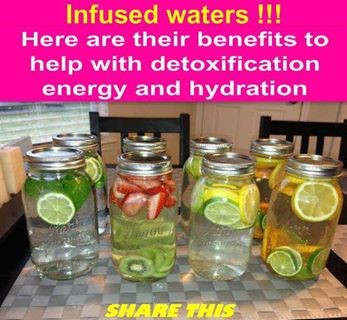 Infused waters !!!
Here are their benefits to
help with detoxification
energy and hydration
SHARE THIS